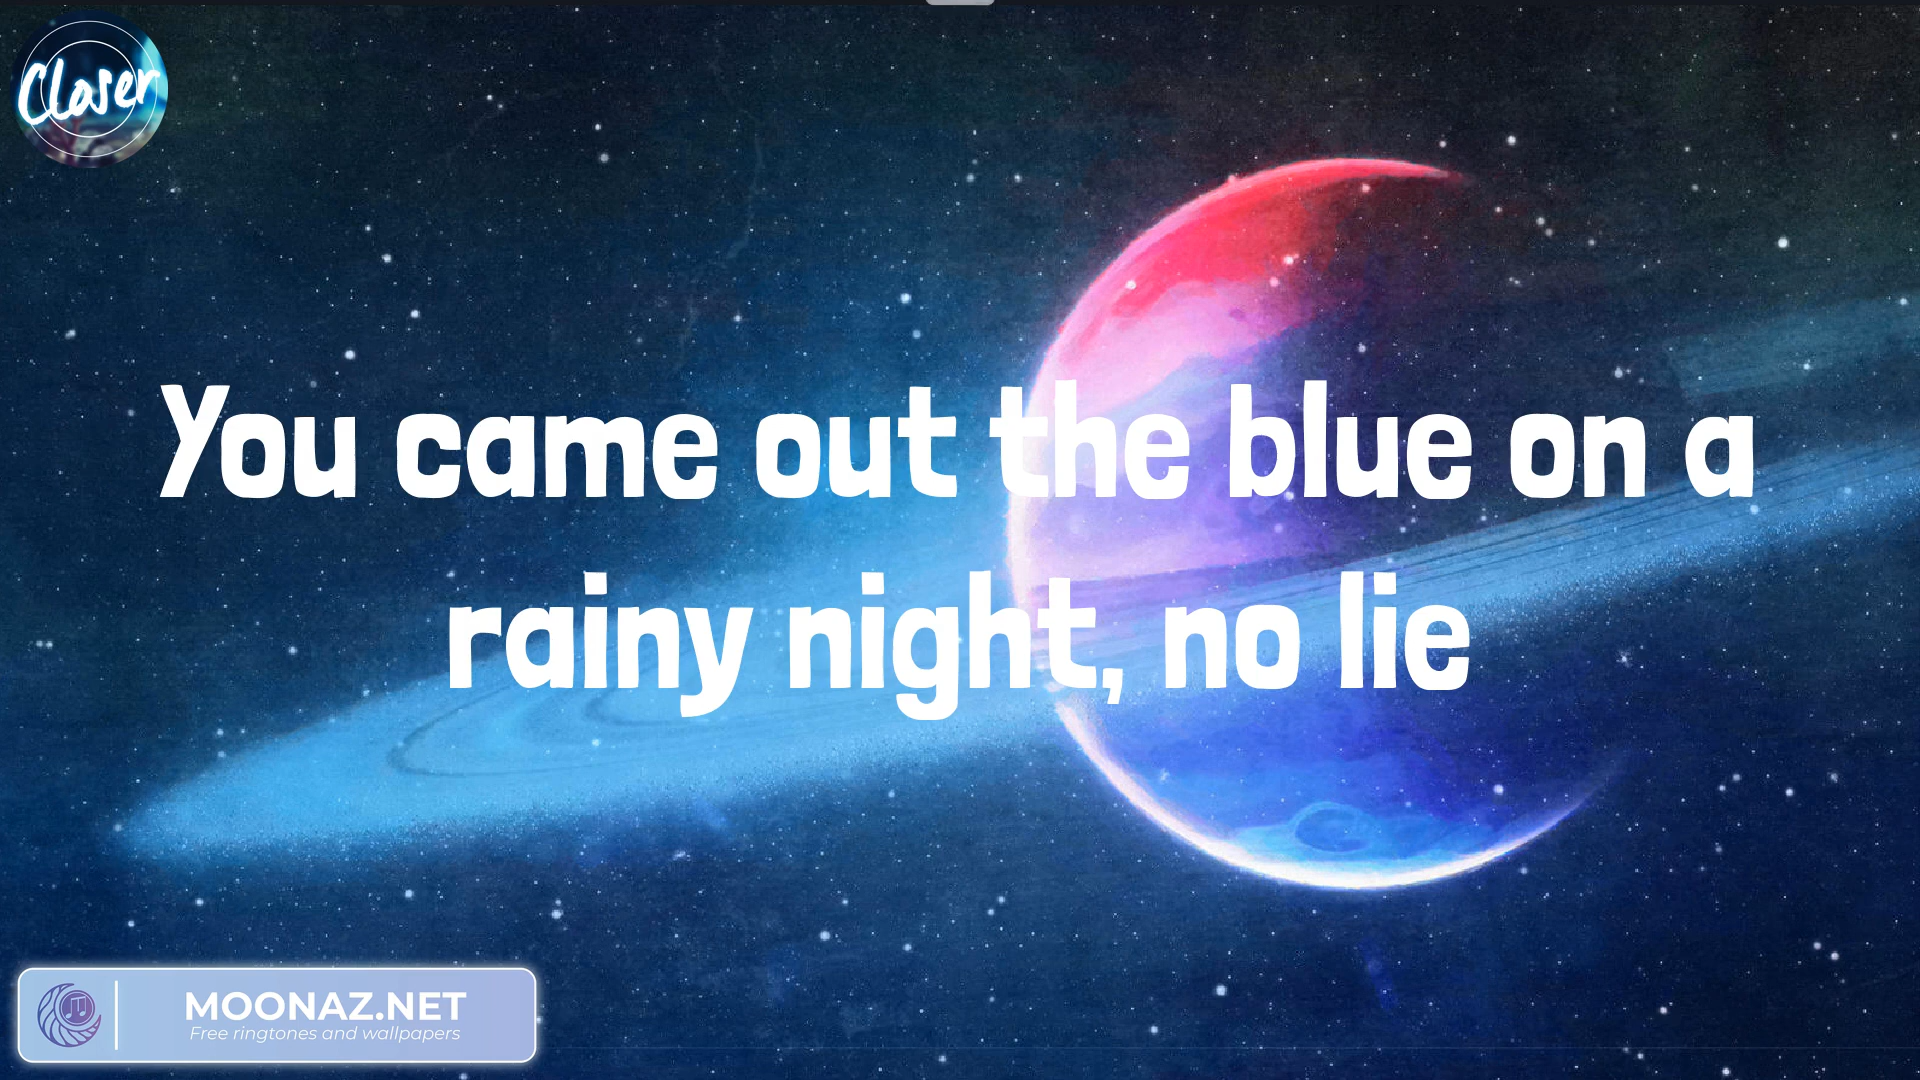 Closer
You came out the blue on a
rainy night, no lie
MOONAZ.NET
Free ringtones and wallpapers